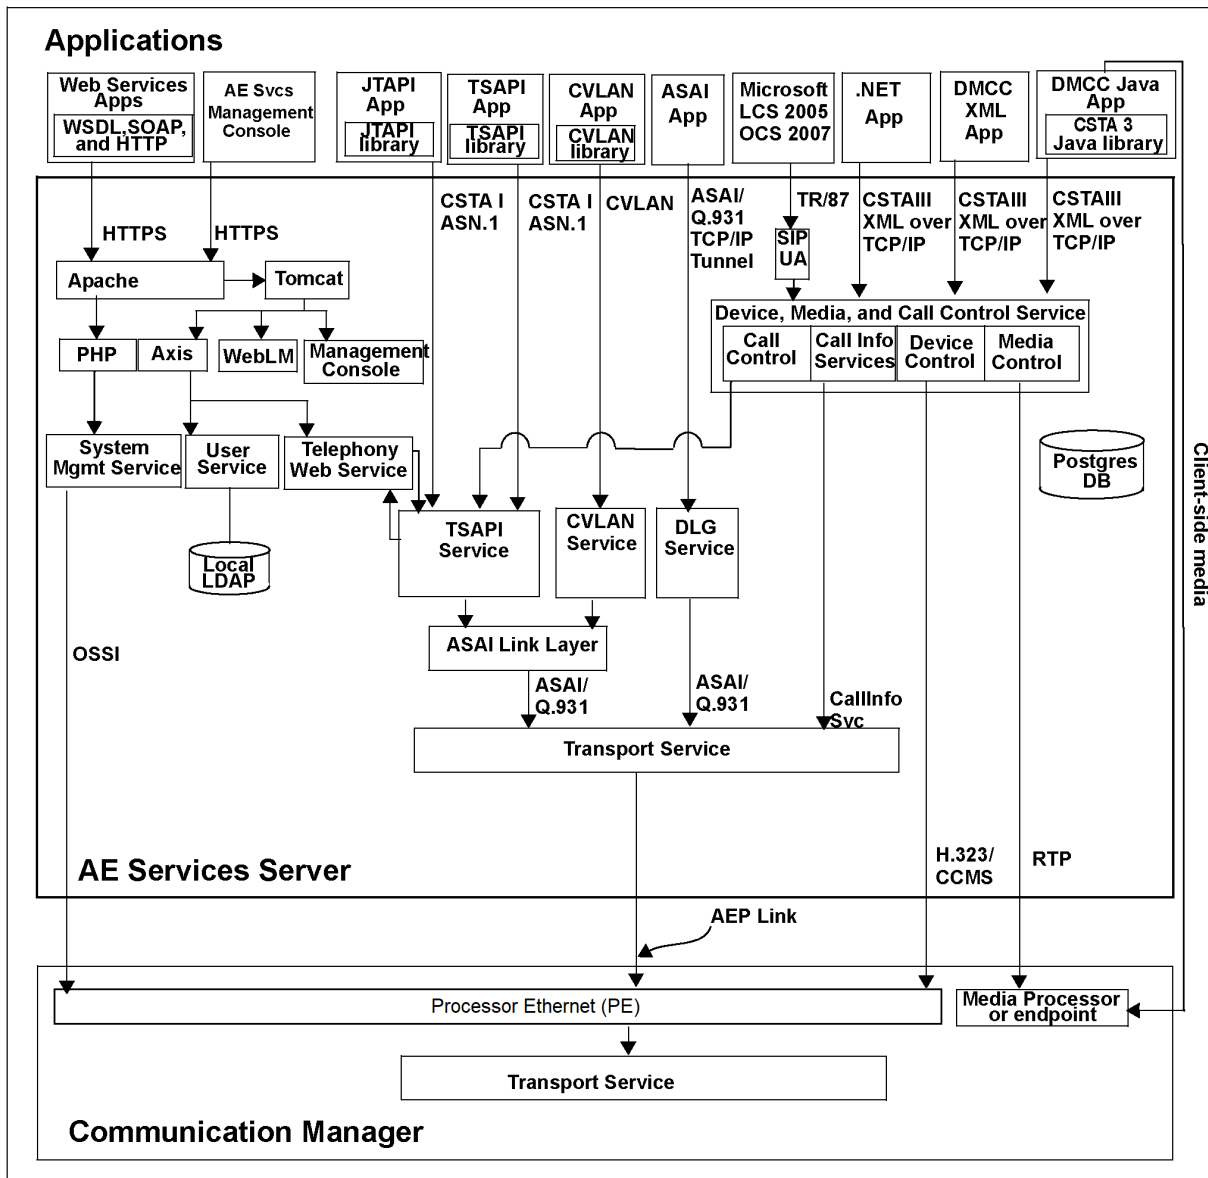 Applications
Web Services
Apps
WSDL,SOAP,
and HTTP
AE Svcs
Management
Console
JTAPI
App
JTAPI
library
TSAPI
App
TSAPI
library
CVLAN
App
CVLAN
library
ASAI
App
Microsoft
LCS 2005
OCS 2007
.NET
App
DMCC
XML
App
DMCC Java
App
CSTA 3
Java library
HTTPS
HTTPS
CSTA I
ASN.1
CSTA I
ASN.1
CVLAN
ASAI/
Q.931
TCP/IP
Tunnel
TR/87
SIP
UA
CSTAIII
XML over
TCP/IP
CSTAIII
XML over
TCP/IP
CSTAIII
XML over
TCP/IP
Apache
Tomcat
PHP
Axis
WebLM
Management
Console
Device, Media, and Call Control Service
Call
Control
Call Info
Services
Device
Control
Media
Control
System
Mgmt Service
User
Service
Telephony
Web Service
Postgres
DB
Client-side media
TSAPI
Service
CVLAN
Service
DLG
Service
Local
LDAP
ASAI Link Layer
OSSI
ASAI/
Q.931
ASAI/
Q.931
CallInfo
Svc
Transport Service
AE Services Server
H.323/
CCMS
RTP
AEP Link
Processor Ethernet (PE)
Media Processor
or endpoint
Transport Service
Communication Manager